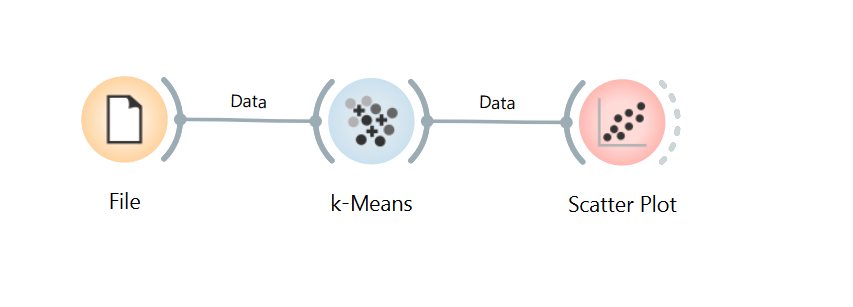 Data
Data
File
k-Means
Scatter Plot